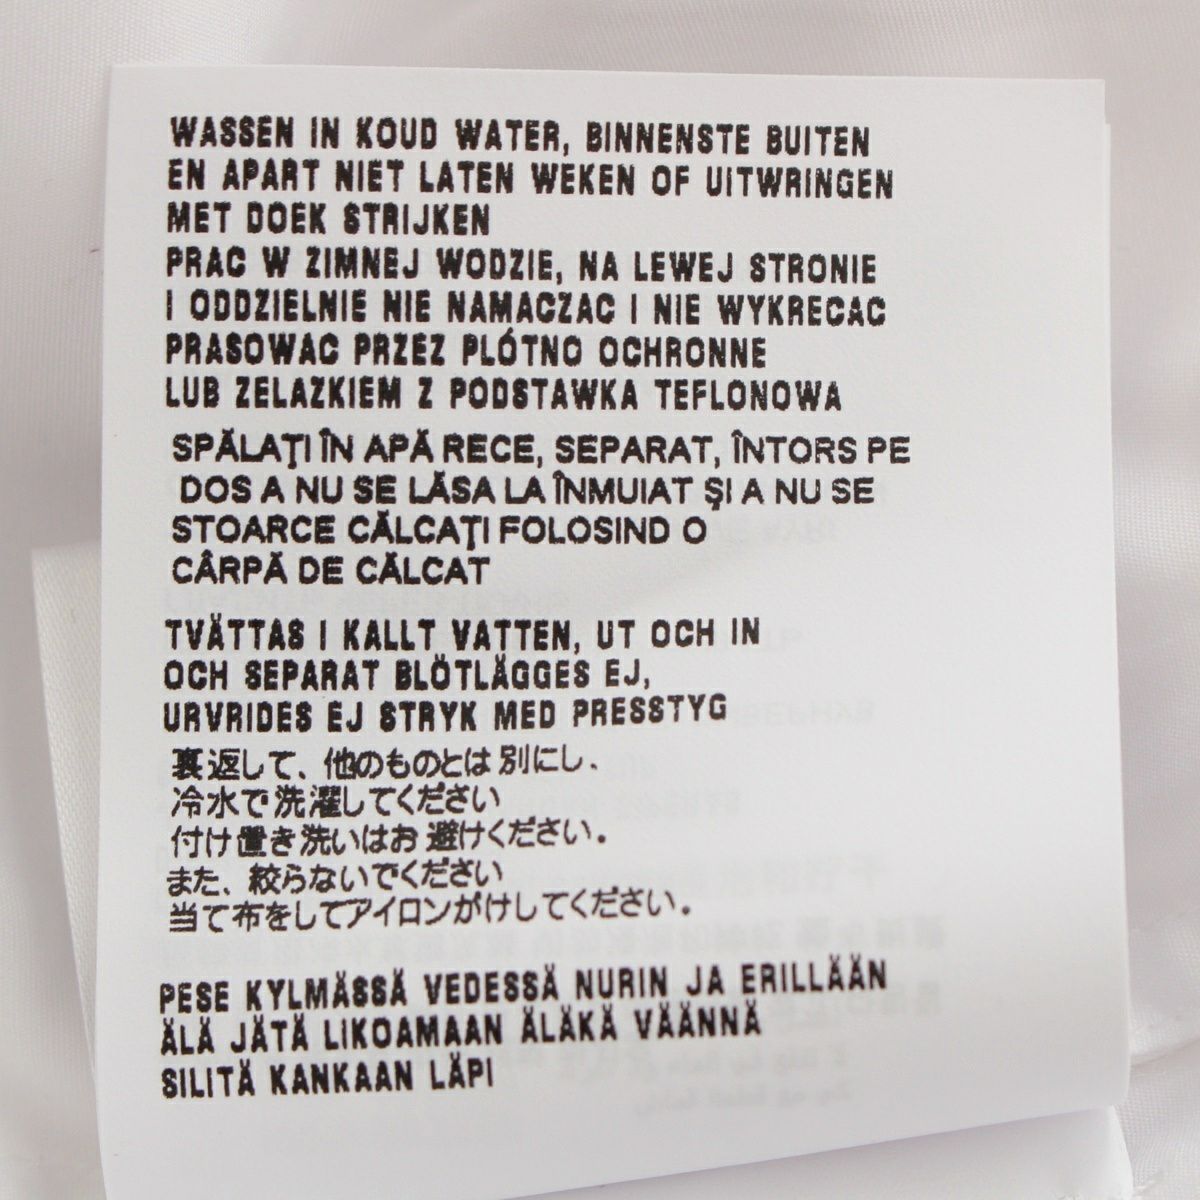 WASSEN IN KOUD WATER, BINNENSTE BUITEN
EN APART NIET LATEN WEKEN OF UITWRINGEN
MET DOEK STRIJKEN
PRAC W ZIMNEJ WODZIE, NA LEWEJ STRONIE
I ODDZIELNIE NIE NAMACZAC I NIE WYKRECAC
PRASOWAC PRZEZ PLÓTNO OCHRONNE
LUB ZELAZKIEM Z PODSTAWKA TEFLONOWA
SPĂLAŢI ÎN APĂ RECE, SEPARAT, ÎNTORS PE
DOS A NU SE LĂSA LA ÎNMUIAT ŞI A NU SE
STOARCE CĂLCAŢI FOLOSIND O
CÂRPĂ DE CĂLCAT
TVÄTTAS I KALLT VATTEN, UT OCH IN
OCH SEPARAT BLÖTLÄGGES EJ,
URVRIDES EJ STRYK MED PRESSTYG
裏返して、他のものとは別にし、
冷水で洗濯してください
付け置き洗いはお避けください。
また、絞らないでください
当て布をしてアイロンがけしてください。
PESE KYLMÄSSÄ VEDESSÄ NURIN JA ERILLÄÄN
ÄLÄ JÄTÄ LIKOAMAAN ÄLÄKÄ VÄÄNNÄ
SILITÄ KANKAAN LÄPI